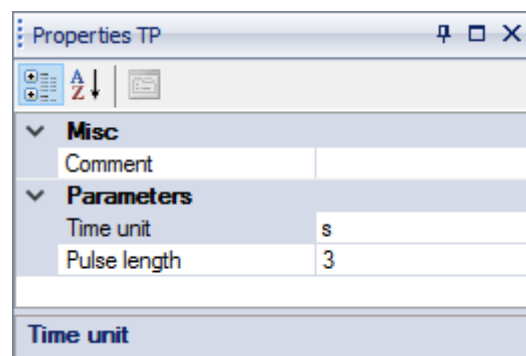 Properties TP
A
Z
Misc
Comment
Parameters
Time unit s
Pulse length 3
Time unit